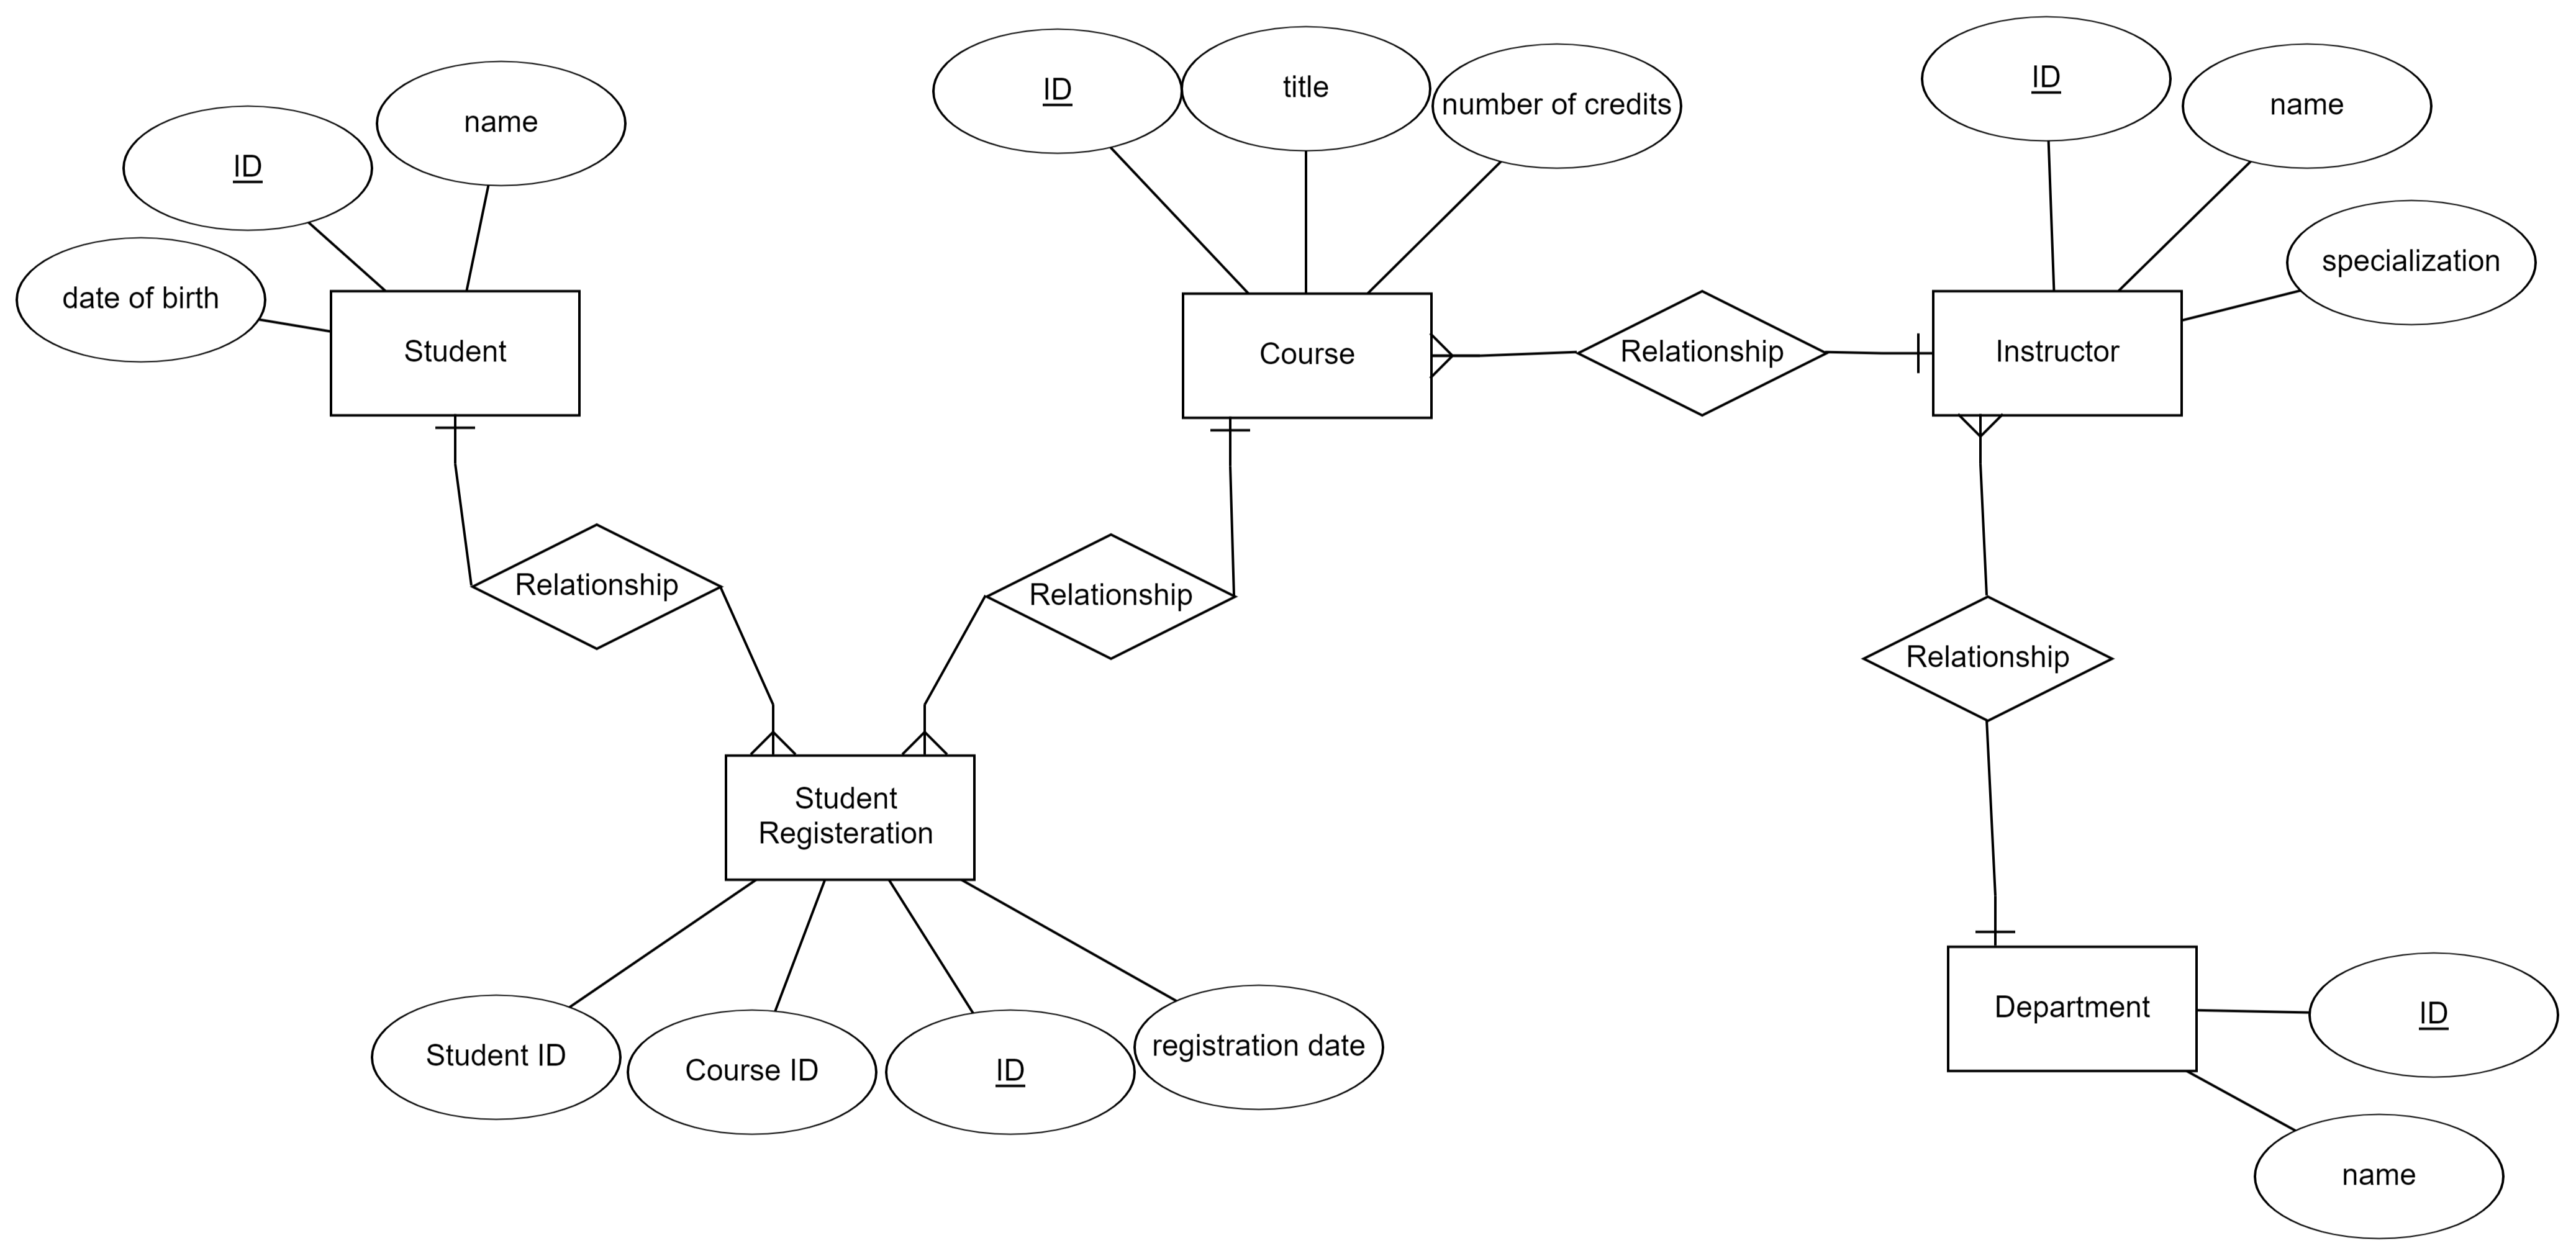 ID
title
number of credits
ID
name
name
ID
specialization
date of birth
Student
Course
Relationship
Instructor
Relationship
Relationship
Relationship
Student
Registeration
Department
ID
Student ID
Course ID
ID
registration date
name